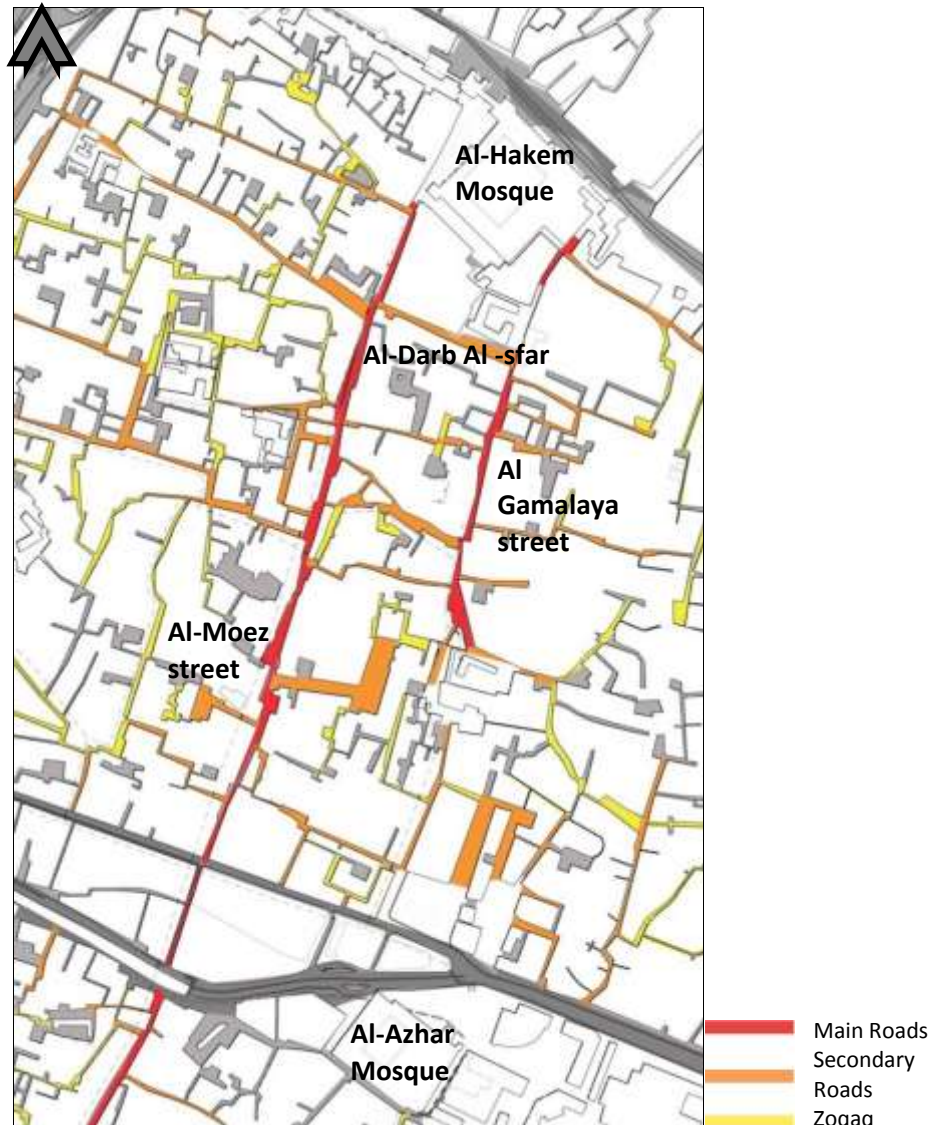 Al-Hakem
Mosque
Al-Darb Al -sfar
Al
Gamalaya
street
Al-Moez
street
Al-Azhar
Mosque
Main Roads
Secondary
Roads
Zoqaq